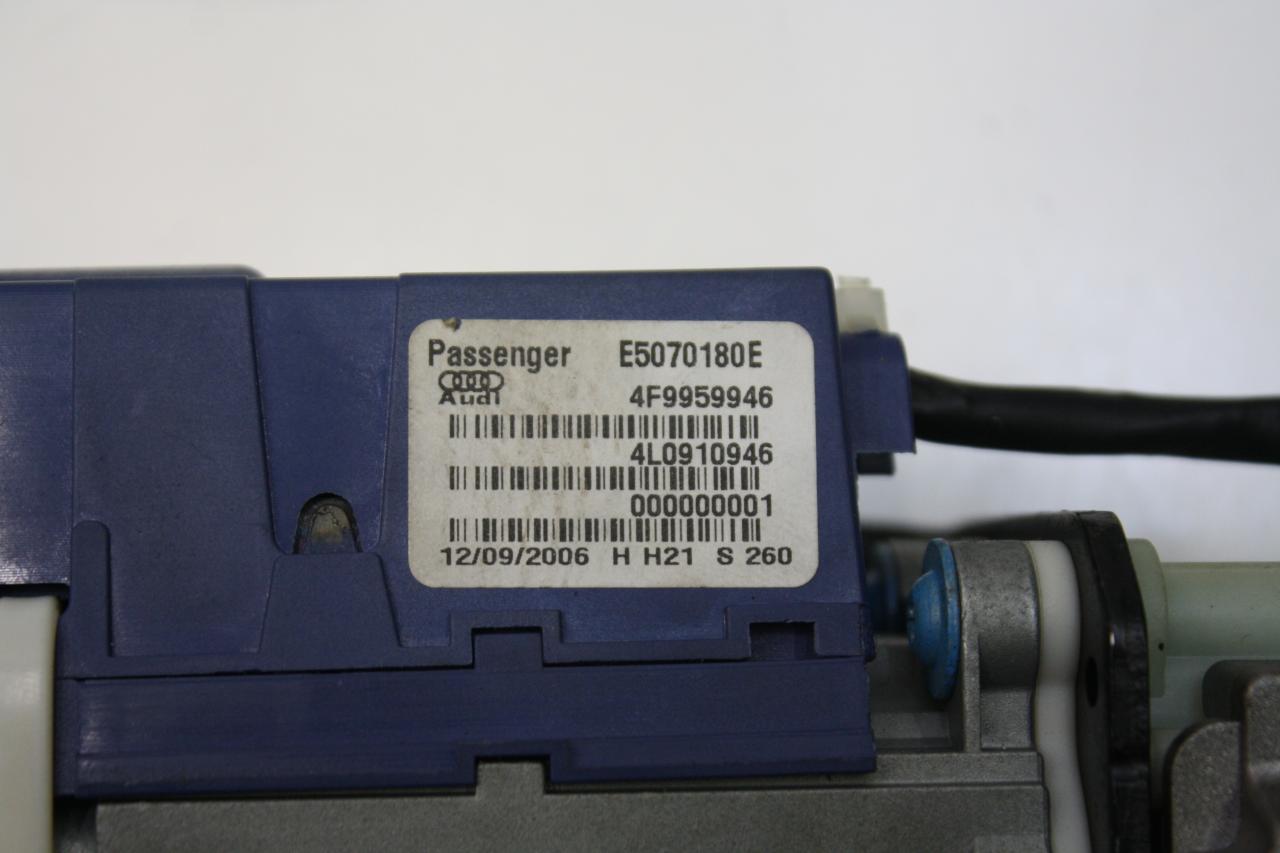 Passenger E5070180E
Audi 4F9959946
4L0910946
000000001
12/09/2006 H H21 S 260